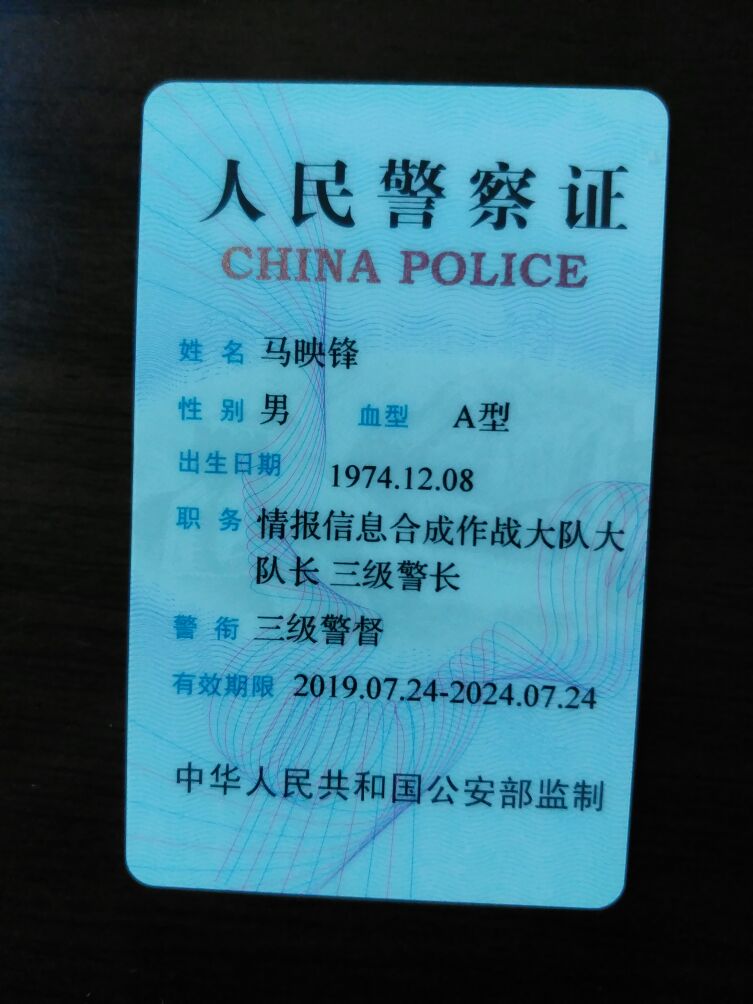 人民警察证
CHINA POLICE
姓名 马映锋
性别 男 血型 A型
出生日期 1974.12.08
职务 情报信息合成作战大队大
队长 三级警长
警衔 三级警督
有效期限 2019.07.24-2024.07.24
中华人民共和国公安部监制